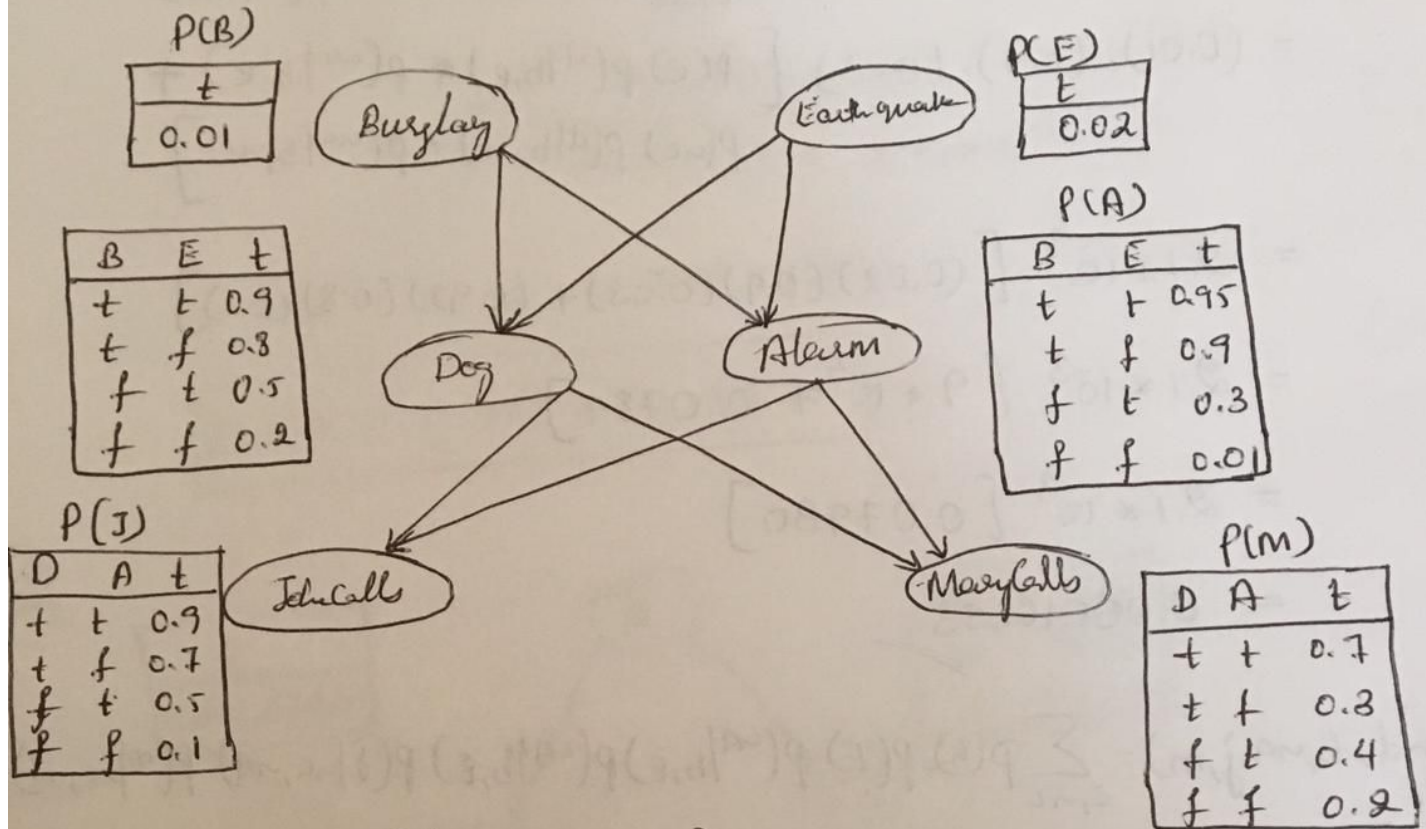 P(B)
t
0.01
Burglary
Earthquake
P(E)
t
0.02
B E t
t t 0.9
t f 0.8
f t 0.5
f f 0.2
Dog
Alarm
P(A)
B E t
t t 0.95
t f 0.9
f t 0.3
f f 0.01
P(J)
D A t
t t 0.9
t f 0.7
f t 0.5
f f 0.1
JohnCalls
MaryCalls
P(M)
D A t
t t 0.7
t f 0.3
f t 0.4
f f 0.2